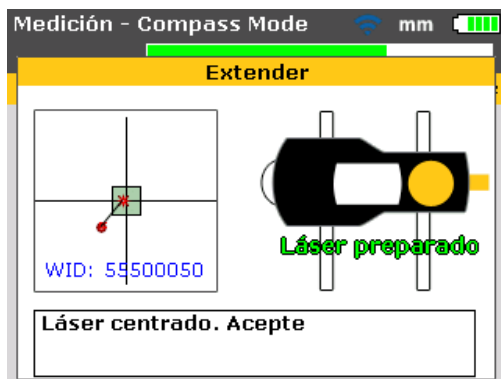 Medición - Compass Mode mm
Extender
WID: 55500050
Láser preparado
Láser centrado. Acepte